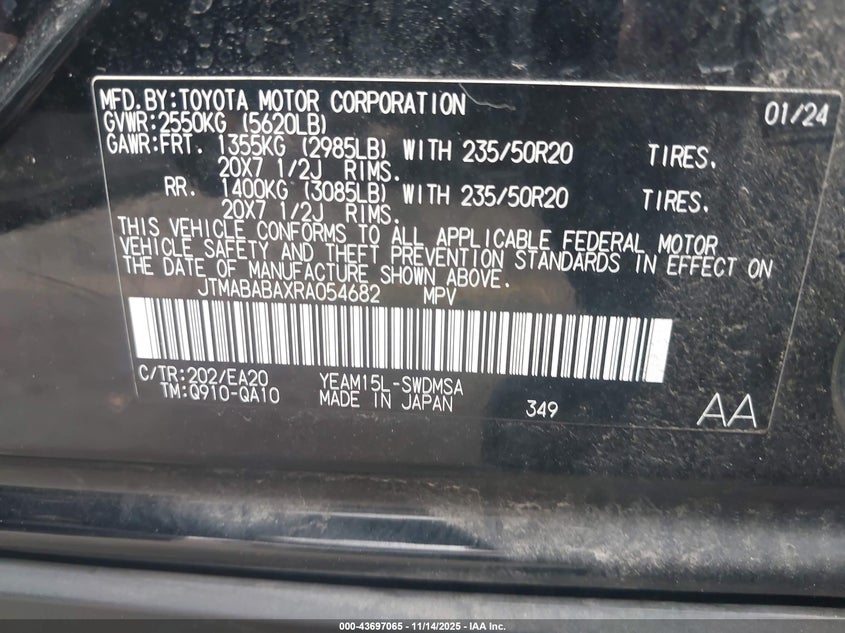 MFD.BY:TOYOTA MOTOR CORPORATION 01/24
GVWR:2550KG (5620LB)
GAWR:FRT. 1355KG (2985LB) WITH 235/50R20 TIRES.
20X7 1/2J RIMS.
RR. 1400KG (3085LB) WITH 235/50R20 TIRES.
20X7 1/2J RIMS.
THIS VEHICLE CONFORMS TO ALL APPLICABLE FEDERAL MOTOR
VEHICLE SAFETY AND THEFT PREVENTION STANDARDS IN EFFECT ON
THE DATE OF MANUFACTURE SHOWN ABOVE.
JTMABABAXRA054682 MPV
C/TR:202/EA20 YEAM15L-SWDMSA
TM:Q910-QA10 MADE IN JAPAN 349 AA
000-43697065 - 11/14/2025 - IAA Inc.